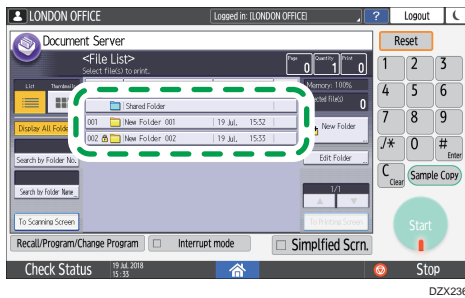 LONDON OFFICE
Logged in: [LONDON OFFICE]
?
Logout
Document Server
Reset
<File List>
Select file(s) to print.
Page 0
Quantity 1
Print 0
List
Thumbnails
Memory: 100%
Selected File(s) 0
Shared Folder
001 New Folder 001 19 Jul. 15:32
002 New Folder 002 19 Jul. 15:33
Display All Folders
New Folder
Search by Folder No.
Edit Folder
Search by Folder Name
1/1
To Scanning Screen
To Printing Screen
1 2 3
4 5 6
7 8 9
./* 0 # Enter
C Clear
Sample Copy
Start
Recall/Program/Change Program
Interrupt mode
Simplfied Scrn.
Check Status
19 Jul. 2018
15:33
Stop
DZX236